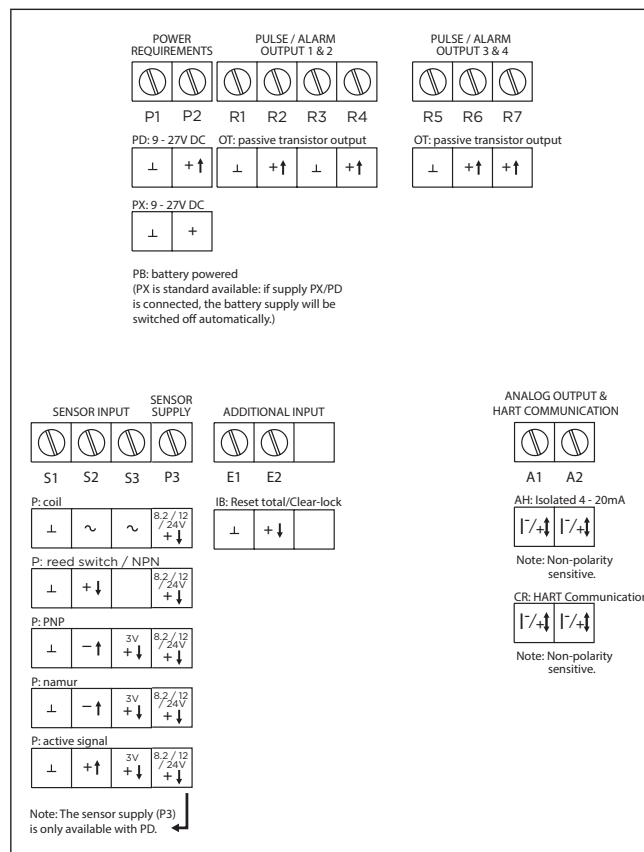 POWER
REQUIREMENTS
PULSE / ALARM
OUTPUT 1 & 2
PULSE / ALARM
OUTPUT 3 & 4
P1 P2 R1 R2 R3 R4 R5 R6 R7
PD: 9 - 27V DC OT: passive transistor output OT: passive transistor output
⊥ +↑ ⊥ +↑ ⊥ +↑ ⊥ +↑ +↑
PX: 9 - 27V DC
⊥ +
PB: battery powered
(PX is standard available: if supply PX/PD
is connected, the battery supply will be
switched off automatically.)
SENSOR INPUT
SENSOR
SUPPLY
ADDITIONAL INPUT
ANALOG OUTPUT &
HART COMMUNICATION
S1 S2 S3 P3 E1 E2 A1 A2
P: coil
⊥ ~ ~ 8.2 / 12 / 24V +↓
IB: Reset total/Clear-lock
⊥ +↓
AH: Isolated 4 - 20mA
|-/+↕ |-/+↕
Note: Non-polarity
sensitive.
P: reed switch / NPN
⊥ +↓ 8.2 / 12 / 24V +↓
CR: HART Communication
|-/+↕ |-/+↕
Note: Non-polarity
sensitive.
P: PNP
⊥ −↑ 3V +↓ 8.2 / 12 / 24V +↓
P: namur
⊥ −↑ 3V +↓ 8.2 / 12 / 24V +↓
P: active signal
⊥ +↑ 3V +↓ 8.2 / 12 / 24V +↓
Note: The sensor supply (P3)
is only available with PD.